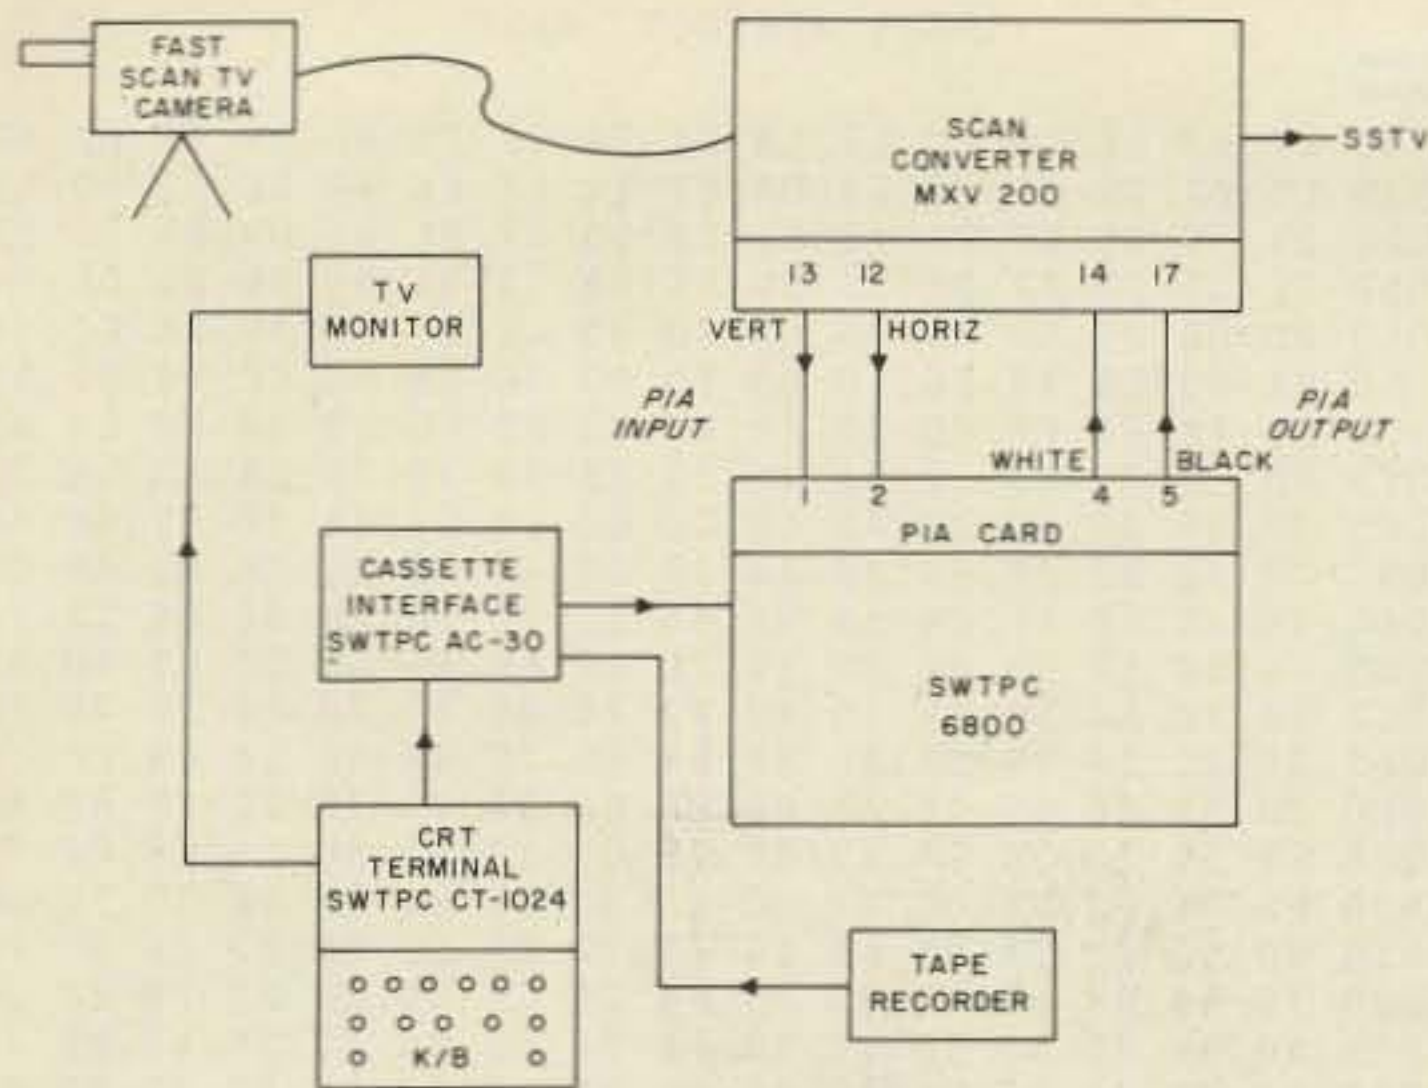 FAST
SCAN TV
CAMERA
SCAN
CONVERTER
MXV 200
SSTV
13 12 14 17
TV
MONITOR
VERT HORIZ
PIA
INPUT
PIA
OUTPUT
WHITE BLACK
1 2 4 5
PIA CARD
CASSETTE
INTERFACE
SWTPC AC-30
SWTPC
6800
CRT
TERMINAL
SWTPC CT-1024
K/B
TAPE
RECORDER